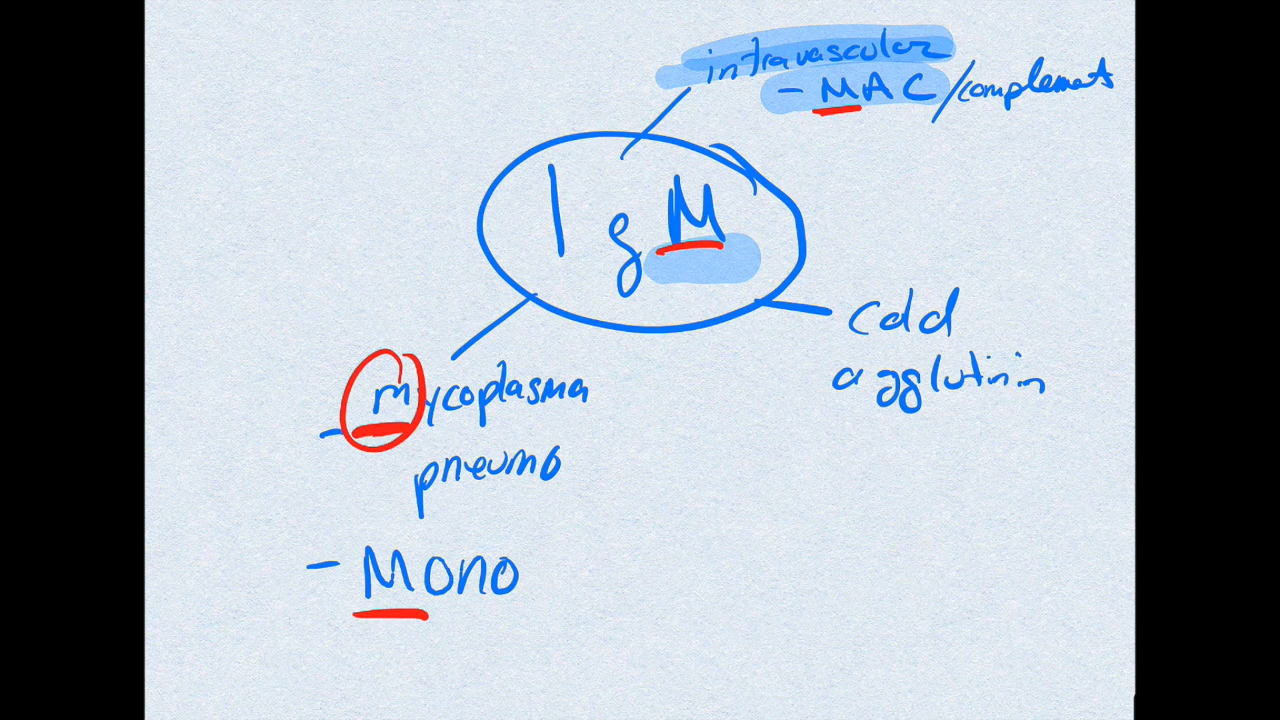 intravascular
- MAC/complement
IgM
cold
agglutinin
- mycoplasma
pneumo
- Mono